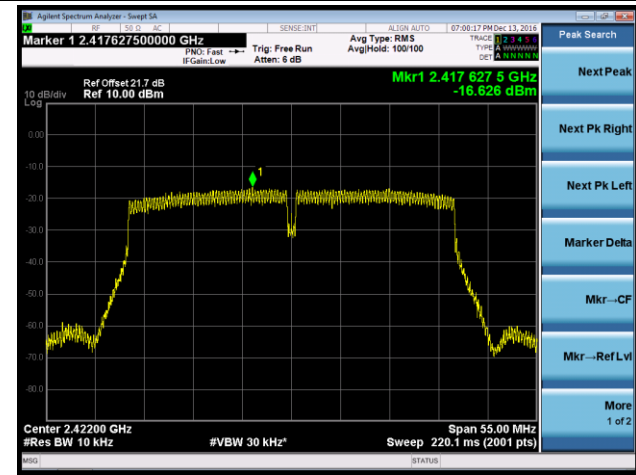 Agilent Spectrum Analyzer - Swept SA
RF 50 Ω AC SENSE:INT ALIGN AUTO 07:00:17 PM Dec 13, 2016
Marker 1 2.417627500000 GHz
PNO: Fast
IFGain:Low
Trig: Free Run
Atten: 6 dB
Avg Type: RMS
Avg|Hold: 100/100
TRACE 1 2 3 4 5 6
TYPE A WWWWW
DET A N N N N N
Peak Search
Mkr1 2.417 627 5 GHz
-16.626 dBm
Ref Offset 21.7 dB
10 dB/div Ref 10.00 dBm
Log
0.00
-10.0
-20.0
-30.0
-40.0
-50.0
-60.0
-70.0
-80.0
1
Next Peak
Next Pk Right
Next Pk Left
Marker Delta
Mkr→CF
Mkr→Ref Lvl
More
1 of 2
Center 2.42200 GHz Span 55.00 MHz
#Res BW 10 kHz #VBW 30 kHz* Sweep 220.1 ms (2001 pts)
MSG STATUS